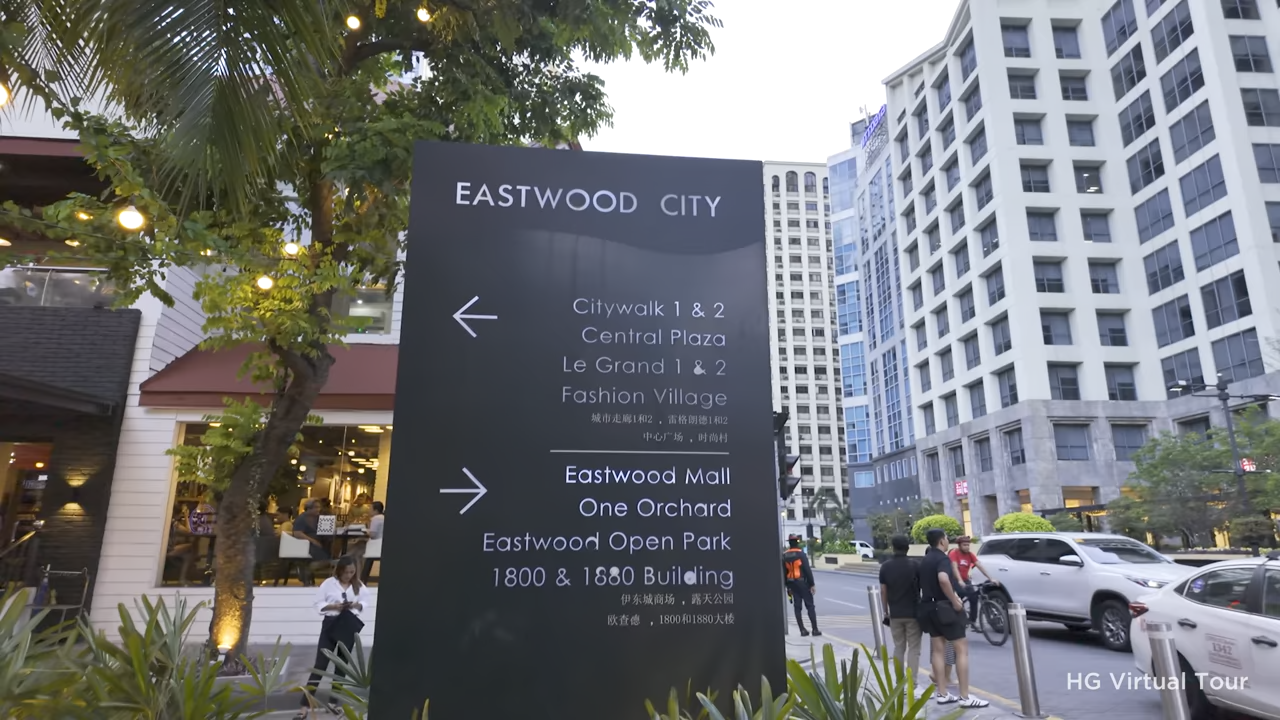 EASTWOOD CITY
Citywalk 1 & 2
Central Plaza
Le Grand 1 & 2
Fashion Village
城市走廊1和2，雷格朗德1和2
中心广场，时尚村
Eastwood Mall
One Orchard
Eastwood Open Park
1800 & 1880 Building
伊东城商场，露天公园
欧查德，1800和1880大楼
1342
HG Virtual Tour